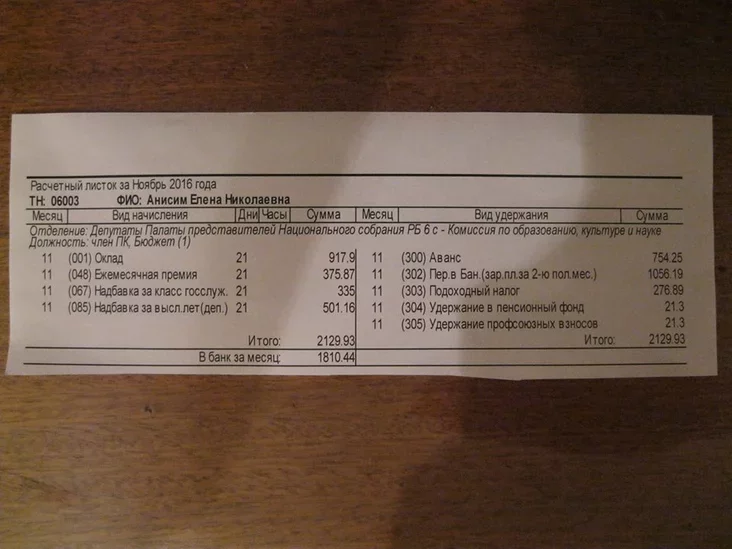 Расчетный листок за Ноябрь 2016 года
ТН: 06003 ФИО: Анисим Елена Николаевна
Месяц Вид начисления Дни Часы Сумма Месяц Вид удержания Сумма
Отделение: Депутаты Палаты представителей Национального собрания РБ 6 с - Комиссия по образованию, культуре и науке
Должность: член ПК, Бюджет (1)
11 (001) Оклад 21 917.9 11 (300) Аванс 754.25
11 (048) Ежемесячная премия 21 375.87 11 (302) Пер.в Бан.(зар.пл.за 2-ю пол.мес.) 1056.19
11 (067) Надбавка за класс госслуж. 21 335 11 (303) Подоходный налог 276.89
11 (085) Надбавка за высл.лет(деп.) 21 501.16 11 (304) Удержание в пенсионный фонд 21.3
11 (305) Удержание профсоюзных взносов 21.3
Итого: 2129.93 Итого: 2129.93
В банк за месяц: 1810.44